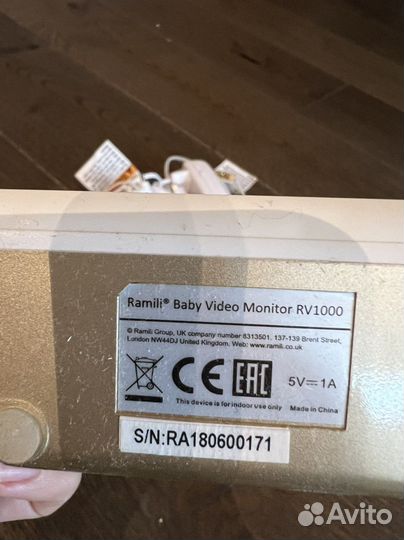 Ramili® Baby Video Monitor RV1000
© Ramili Group, UK company number 8313501, 137-139 Brent Street,
London NW44DJ United Kingdom. Web: www.ramili.co.uk
CE EAC 5V⎓1A
This device is for indoor use only Made in China
S/N:RA180600171
Avito